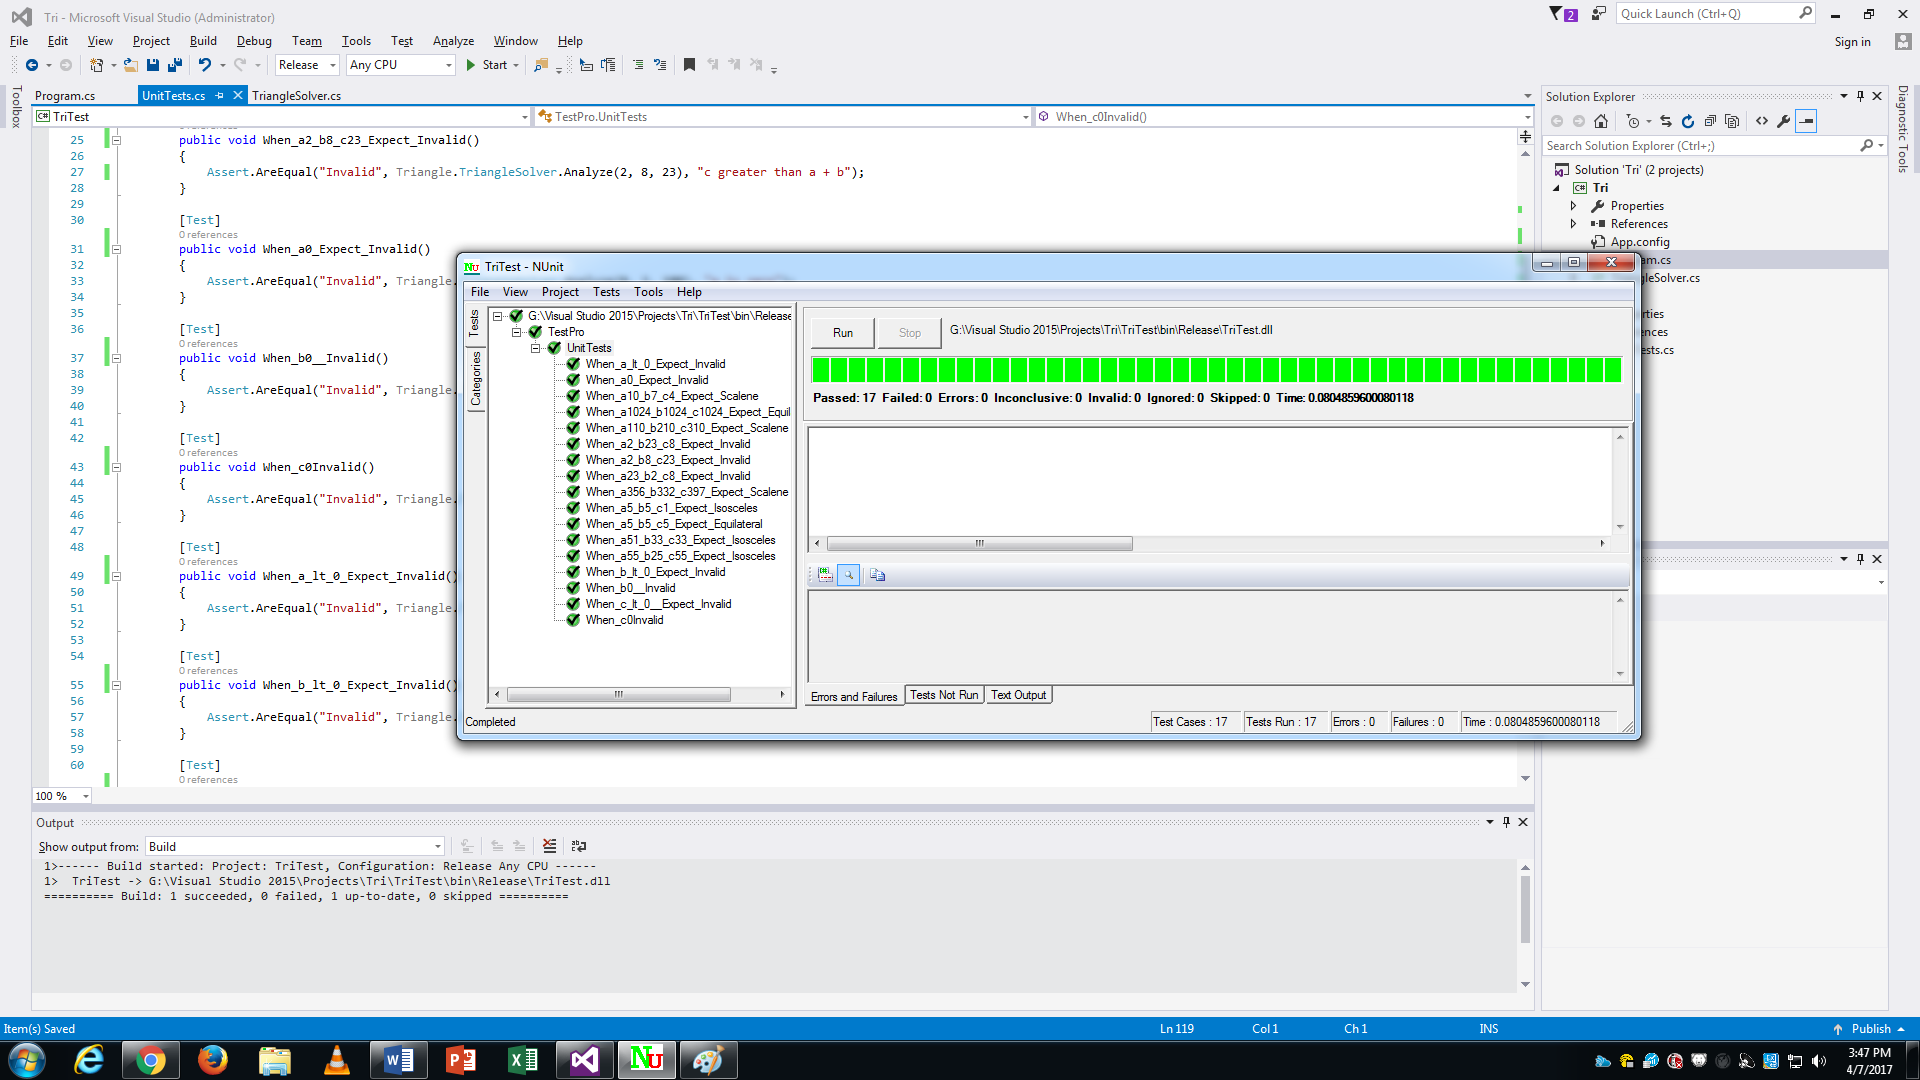 Tri - Microsoft Visual Studio (Administrator)
2
Quick Launch (Ctrl+Q)
File Edit View Project Build Debug Team Tools Test Analyze Window Help
Sign in
Release Any CPU Start
Toolbox
Program.cs UnitTests.cs TriangleSolver.cs
TriTest TestPro.UnitTests When_c0Invalid()
25 public void When_a2_b8_c23_Expect_Invalid()
26 {
27 Assert.AreEqual("Invalid", Triangle.TriangleSolver.Analyze(2, 8, 23), "c greater than a + b");
28 }
29
30 [Test]
0 references
31 public void When_a0_Expect_Invalid()
32 {
33 Assert.AreEqual("Invalid", Triangle.
34 }
35
36 [Test]
0 references
37 public void When_b0__Invalid()
38 {
39 Assert.AreEqual("Invalid", Triangle.
40 }
41
42 [Test]
0 references
43 public void When_c0Invalid()
44 {
45 Assert.AreEqual("Invalid", Triangle.
46 }
47
48 [Test]
0 references
49 public void When_a_lt_0_Expect_Invalid()
50 {
51 Assert.AreEqual("Invalid", Triangle.
52 }
53
54 [Test]
0 references
55 public void When_b_lt_0_Expect_Invalid()
56 {
57 Assert.AreEqual("Invalid", Triangle.
58 }
59
60 [Test]
0 references
100 %
TriTest - NUnit
File View Project Tests Tools Help
Tests
Categories
G:\Visual Studio 2015\Projects\Tri\TriTest\bin\Release
TestPro
UnitTests
When_a_lt_0_Expect_Invalid
When_a0_Expect_Invalid
When_a10_b7_c4_Expect_Scalene
When_a1024_b1024_c1024_Expect_Equil
When_a110_b210_c310_Expect_Scalene
When_a2_b23_c8_Expect_Invalid
When_a2_b8_c23_Expect_Invalid
When_a23_b2_c8_Expect_Invalid
When_a356_b332_c397_Expect_Scalene
When_a5_b5_c1_Expect_Isosceles
When_a5_b5_c5_Expect_Equilateral
When_a51_b33_c33_Expect_Isosceles
When_a55_b25_c55_Expect_Isosceles
When_b_lt_0_Expect_Invalid
When_b0__Invalid
When_c_lt_0__Expect_Invalid
When_c0Invalid
Run Stop G:\Visual Studio 2015\Projects\Tri\TriTest\bin\Release\TriTest.dll
Passed: 17 Failed: 0 Errors: 0 Inconclusive: 0 Invalid: 0 Ignored: 0 Skipped: 0 Time: 0.0804859600080118
Errors and Failures Tests Not Run Text Output
Completed Test Cases : 17 Tests Run : 17 Errors : 0 Failures : 0 Time : 0.0804859600080118
Solution Explorer
Search Solution Explorer (Ctrl+;)
Solution 'Tri' (2 projects)
Tri
Properties
References
App.config
am.cs
leSolver.cs
rties
ences
ests.cs
Diagnostic Tools
Output
Show output from: Build
1>------ Build started: Project: TriTest, Configuration: Release Any CPU ------
1> TriTest -> G:\Visual Studio 2015\Projects\Tri\TriTest\bin\Release\TriTest.dll
========== Build: 1 succeeded, 0 failed, 1 up-to-date, 0 skipped ==========
Item(s) Saved Ln 119 Col 1 Ch 1 INS Publish
3:47 PM
4/7/2017